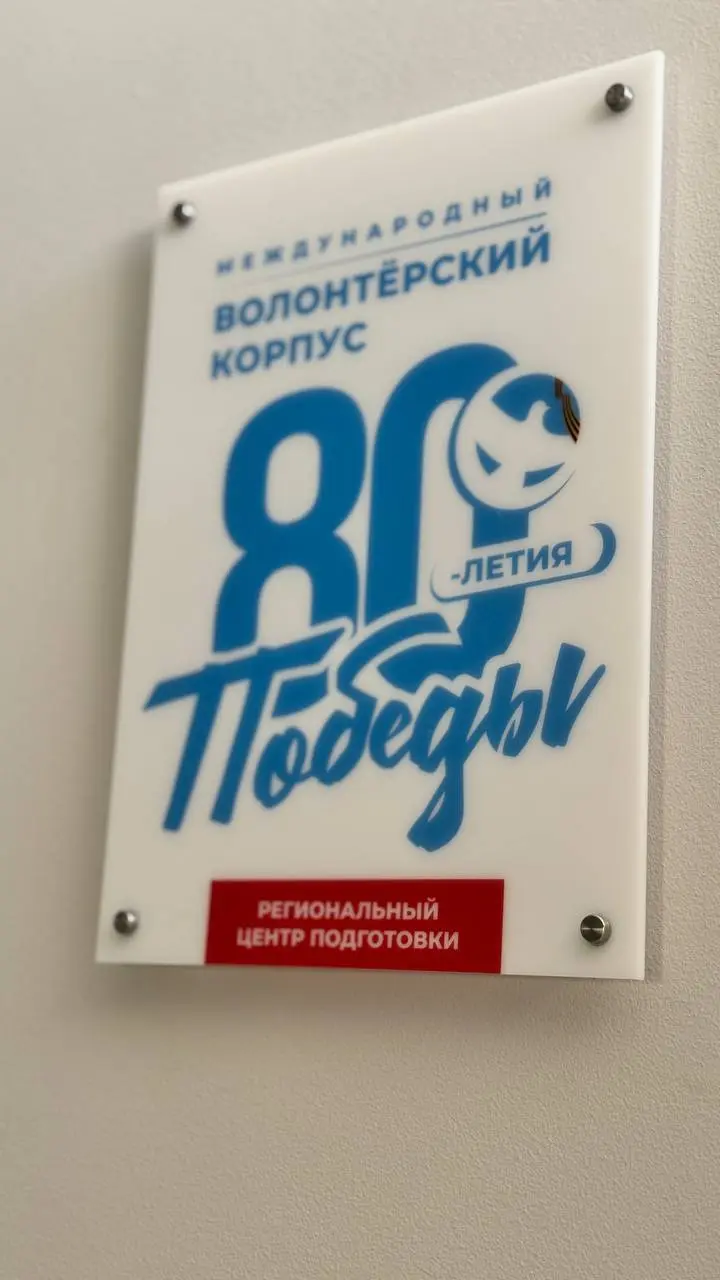 МЕЖДУНАРОДНЫЙ
ВОЛОНТЁРСКИЙ
КОРПУС
80
-ЛЕТИЯ
Победы
РЕГИОНАЛЬНЫЙ
ЦЕНТР ПОДГОТОВКИ